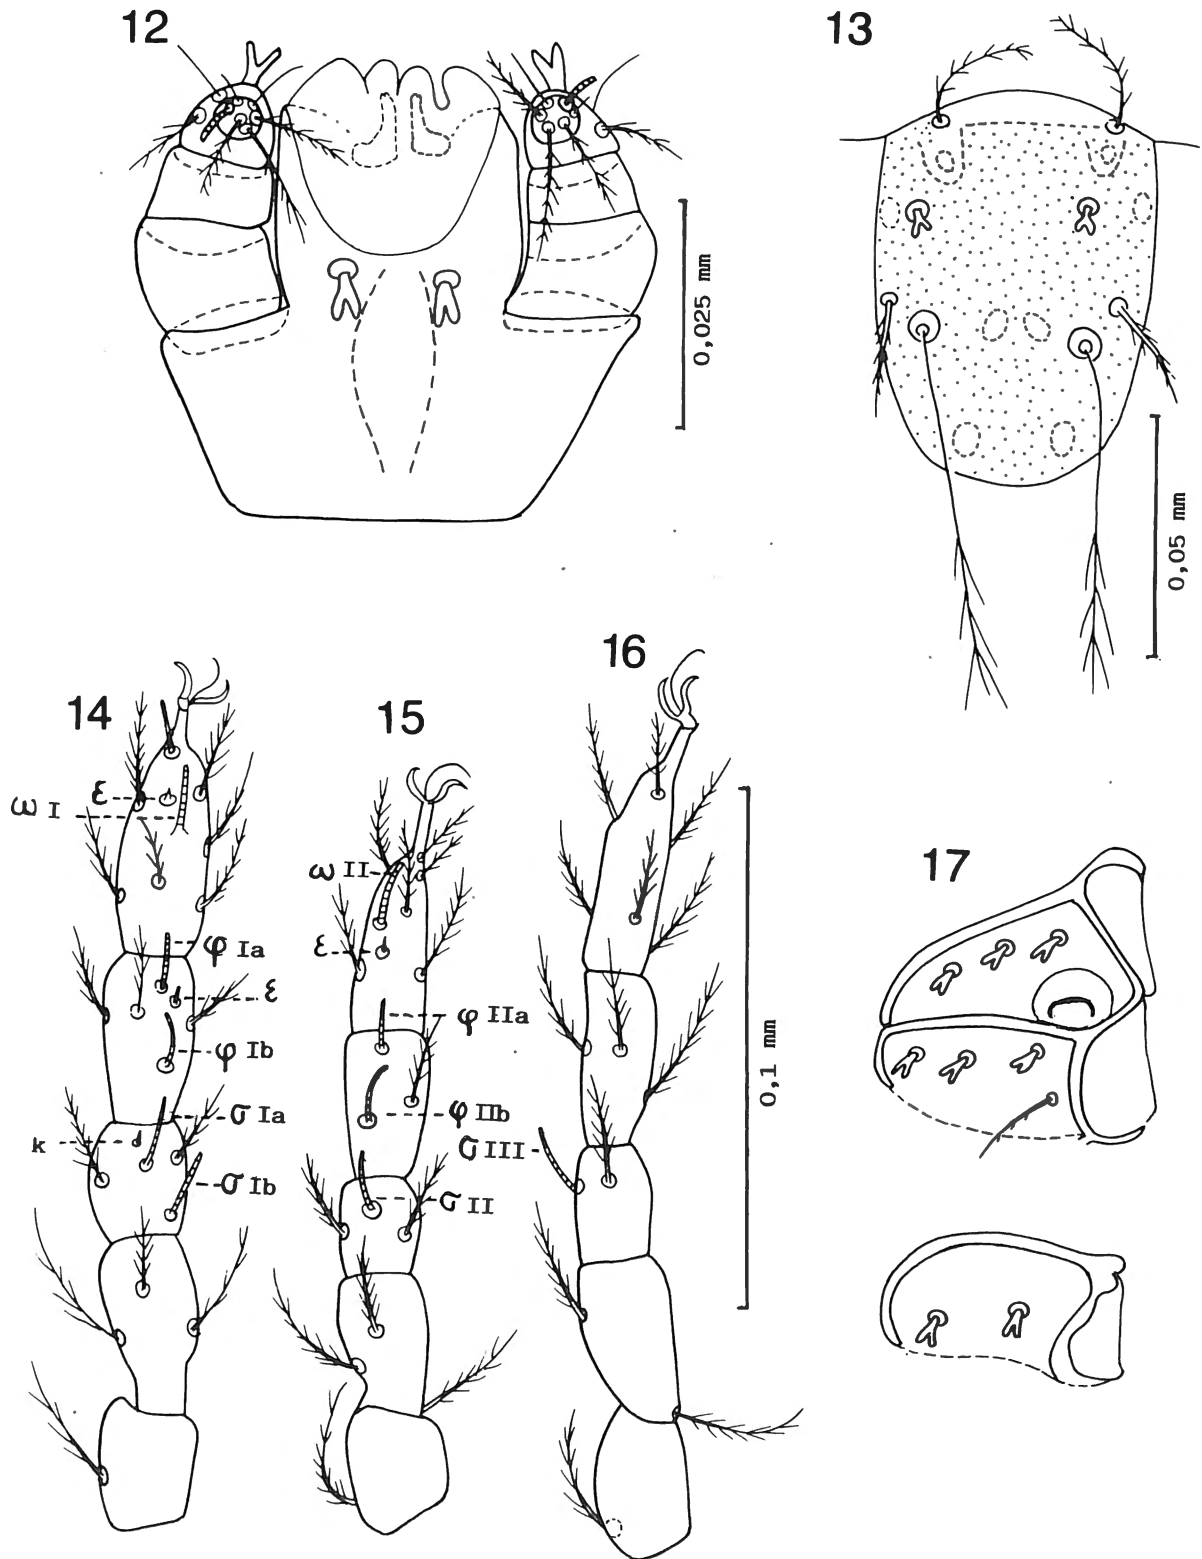 12
13
0,025 mm
0,05 mm
14
15
16
17
ε
ω I
φ Ia
ε
φ Ib
σ Ia
k
σ Ib
ω II
ε
φ IIa
φ IIb
σ III
σ II
0,1 mm